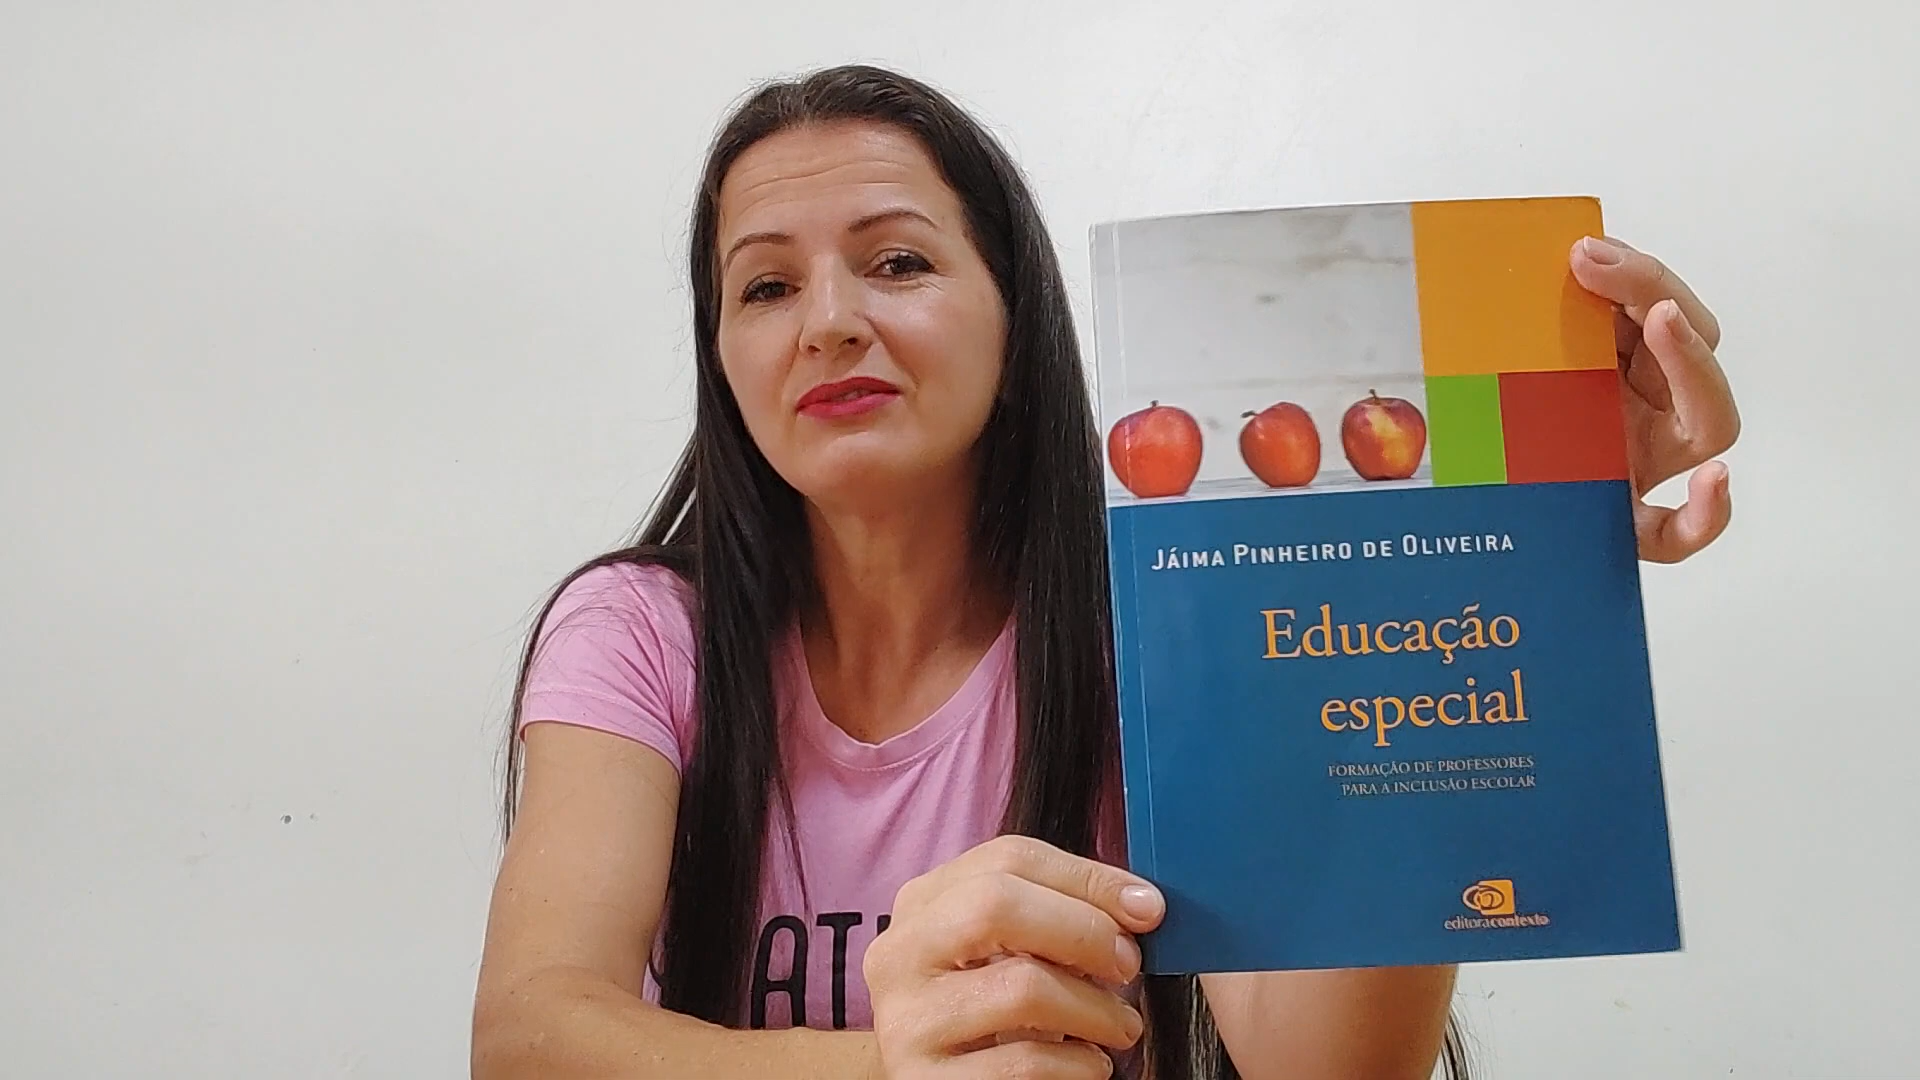 JÁIMA PINHEIRO DE OLIVEIRA
Educação
especial
FORMAÇÃO DE PROFESSORES
PARA A INCLUSÃO ESCOLAR
editoracontexto